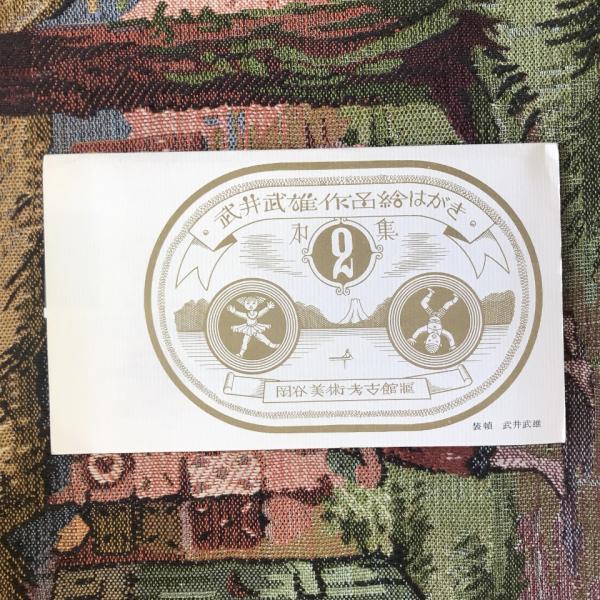 武井武雄作品絵はがき
第2集
岡谷美術考古館蔵
装幀 武井武雄